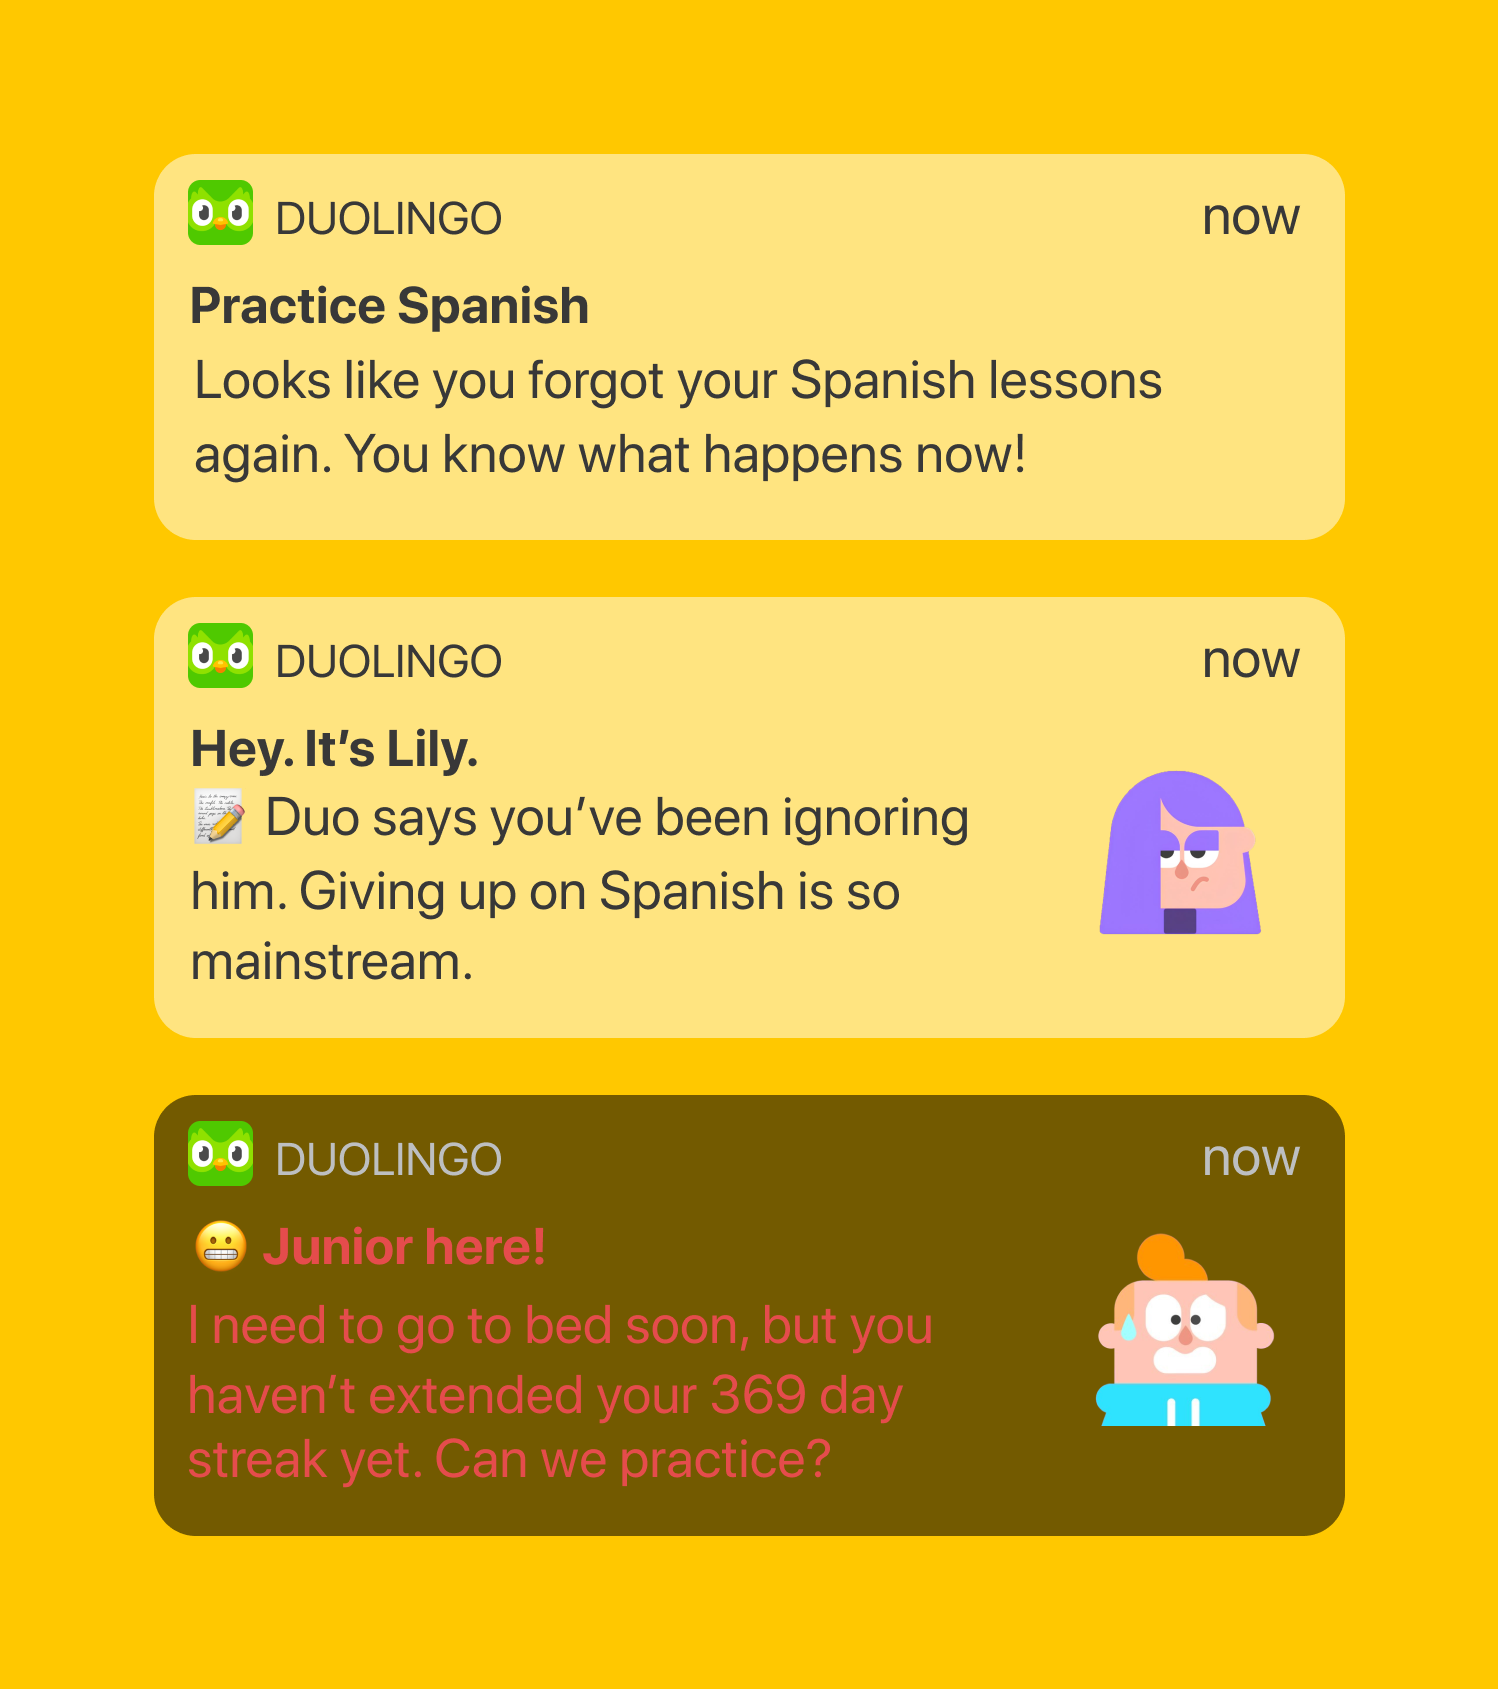 DUOLINGO now
Practice Spanish
Looks like you forgot your Spanish lessons
again. You know what happens now!
DUOLINGO now
Hey. It’s Lily.
📝 Duo says you’ve been ignoring
him. Giving up on Spanish is so
mainstream.
DUOLINGO now
😬 Junior here!
I need to go to bed soon, but you
haven’t extended your 369 day
streak yet. Can we practice?